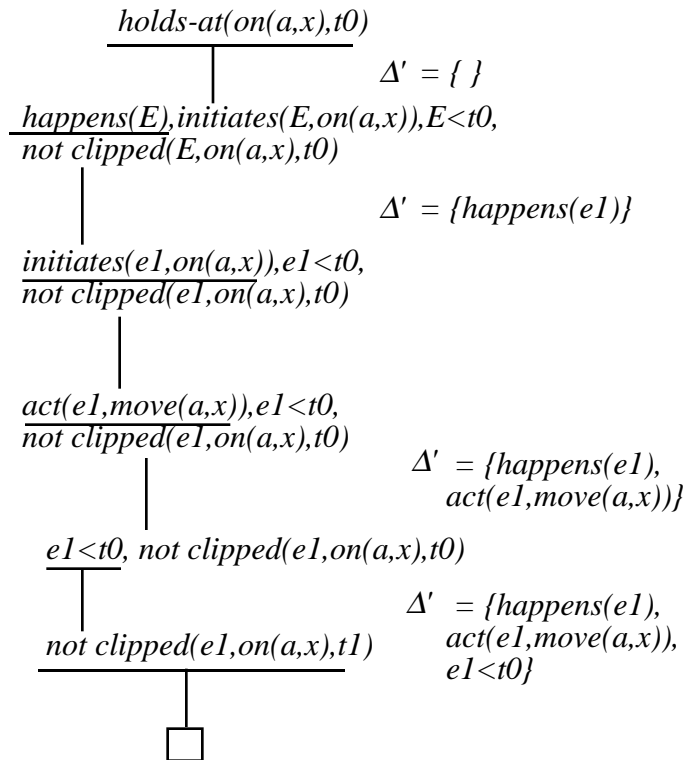 holds-at(on(a,x),t0)
Δ' = { }
happens(E),initiates(E,on(a,x)),E<t0,
not clipped(E,on(a,x),t0)
Δ' = {happens(e1)}
initiates(e1,on(a,x)),e1<t0,
not clipped(e1,on(a,x),t0)
act(e1,move(a,x)),e1<t0,
not clipped(e1,on(a,x),t0)
Δ' = {happens(e1),
act(e1,move(a,x))}
e1<t0, not clipped(e1,on(a,x),t0)
Δ' = {happens(e1),
act(e1,move(a,x)),
e1<t0}
not clipped(e1,on(a,x),t1)